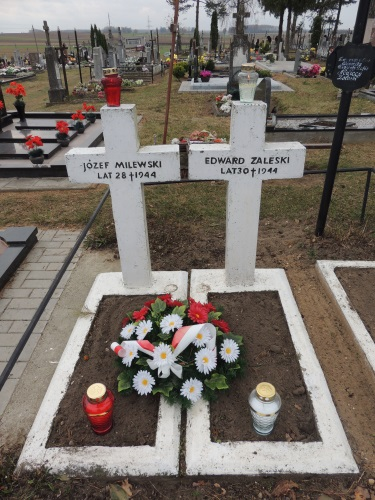 JÓZEF MILEWSKI
LAT 28 † 1944
EDWARD ZALESKI
LAT 30 † 1944